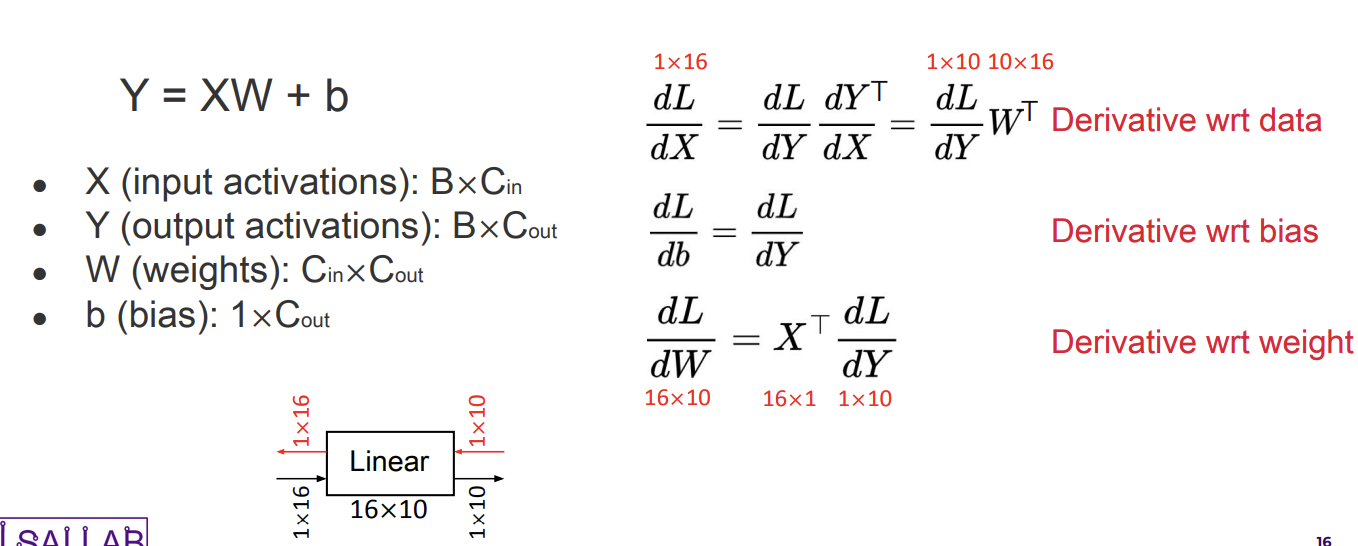 Y = XW + b
● X (input activations): B×Cin
● Y (output activations): B×Cout
● W (weights): Cin×Cout
● b (bias): 1×Cout
1×16 1×10 10×16
dL/dX = dL/dY dY⊤/dX = dL/dY W⊤ Derivative wrt data
dL/db = dL/dY Derivative wrt bias
dL/dW = X⊤ dL/dY Derivative wrt weight
16×10 16×1 1×10
1×16 1×10
Linear
1×16 16×10 1×10
16